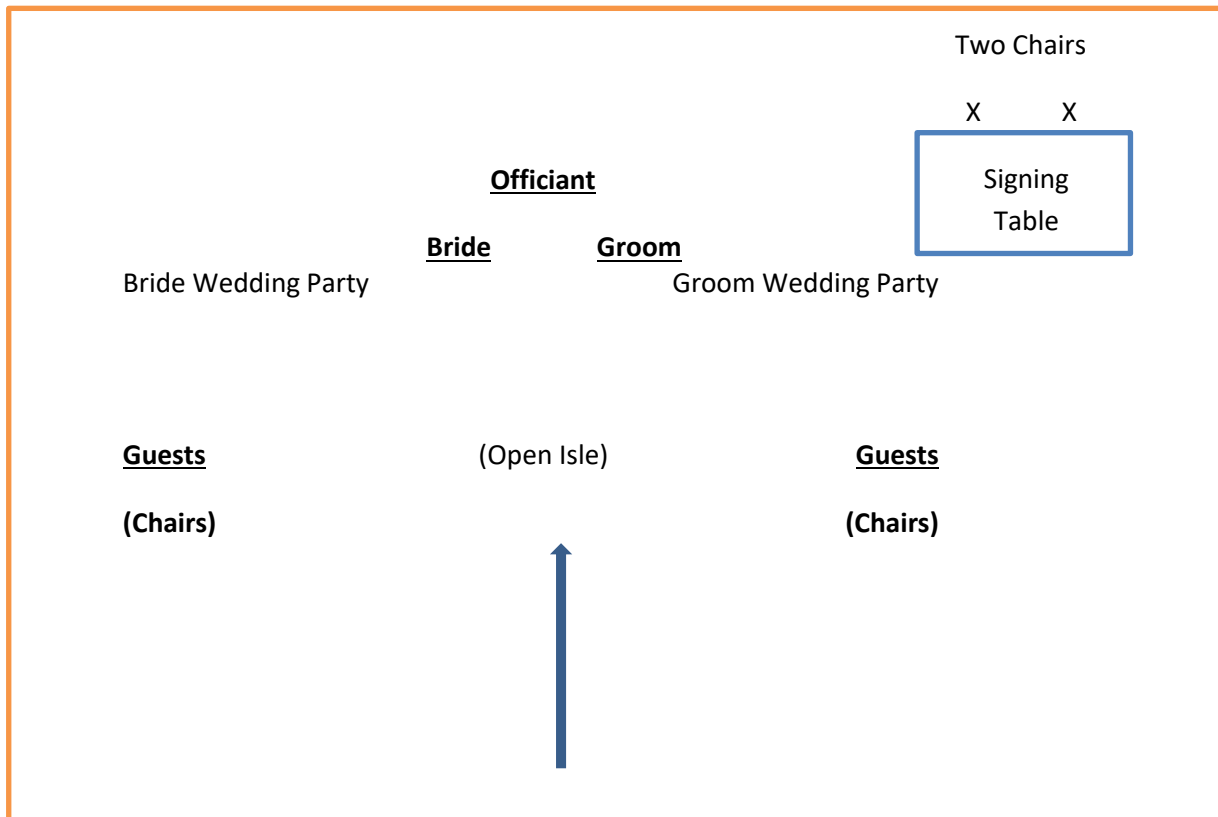 Two Chairs
X X
Signing
Table
Officiant
Bride Groom
Bride Wedding Party Groom Wedding Party
Guests (Open Isle) Guests
(Chairs) (Chairs)